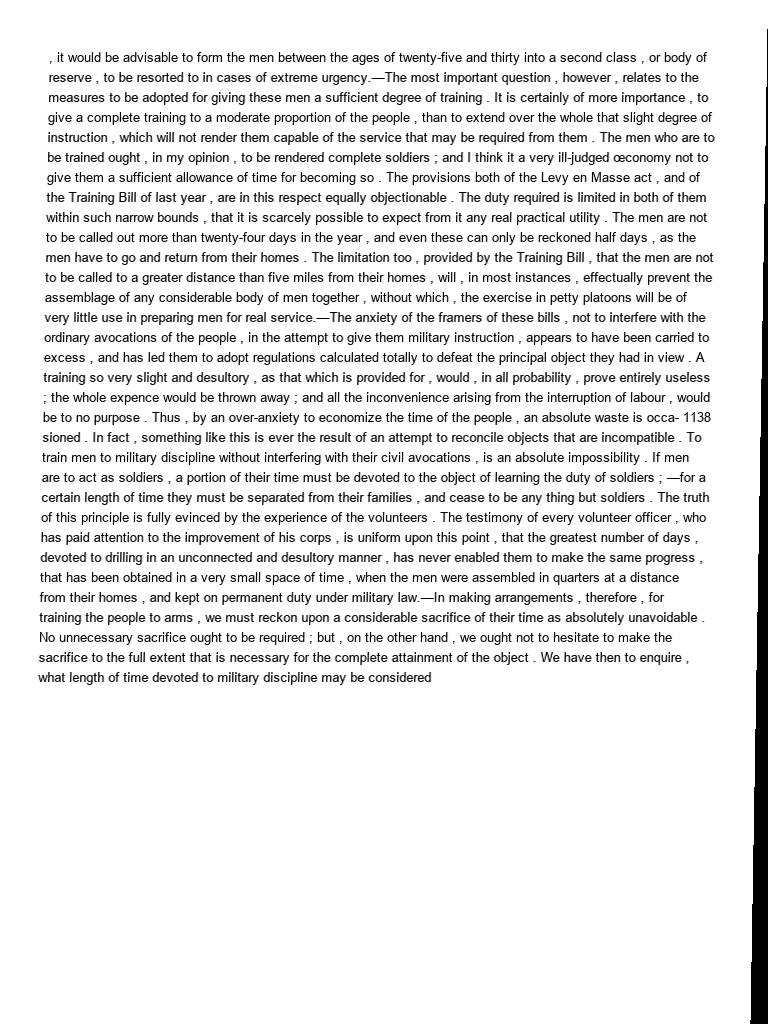 , it would be advisable to form the men between the ages of twenty-five and thirty into a second class , or body of
reserve , to be resorted to in cases of extreme urgency.—The most important question , however , relates to the
measures to be adopted for giving these men a sufficient degree of training . It is certainly of more importance , to
give a complete training to a moderate proportion of the people , than to extend over the whole that slight degree of
instruction , which will not render them capable of the service that may be required from them . The men who are to
be trained ought , in my opinion , to be rendered complete soldiers ; and I think it a very ill-judged œconomy not to
give them a sufficient allowance of time for becoming so . The provisions both of the Levy en Masse act , and of
the Training Bill of last year , are in this respect equally objectionable . The duty required is limited in both of them
within such narrow bounds , that it is scarcely possible to expect from it any real practical utility . The men are not
to be called out more than twenty-four days in the year , and even these can only be reckoned half days , as the
men have to go and return from their homes . The limitation too , provided by the Training Bill , that the men are not
to be called to a greater distance than five miles from their homes , will , in most instances , effectually prevent the
assemblage of any considerable body of men together , without which , the exercise in petty platoons will be of
very little use in preparing men for real service.—The anxiety of the framers of these bills , not to interfere with the
ordinary avocations of the people , in the attempt to give them military instruction , appears to have been carried to
excess , and has led them to adopt regulations calculated totally to defeat the principal object they had in view . A
training so very slight and desultory , as that which is provided for , would , in all probability , prove entirely useless
; the whole expence would be thrown away ; and all the inconvenience arising from the interruption of labour , would
be to no purpose . Thus , by an over-anxiety to economize the time of the people , an absolute waste is occa- 1138
sioned . In fact , something like this is ever the result of an attempt to reconcile objects that are incompatible . To
train men to military discipline without interfering with their civil avocations , is an absolute impossibility . If men
are to act as soldiers , a portion of their time must be devoted to the object of learning the duty of soldiers ; —for a
certain length of time they must be separated from their families , and cease to be any thing but soldiers . The truth
of this principle is fully evinced by the experience of the volunteers . The testimony of every volunteer officer , who
has paid attention to the improvement of his corps , is uniform upon this point , that the greatest number of days ,
devoted to drilling in an unconnected and desultory manner , has never enabled them to make the same progress ,
that has been obtained in a very small space of time , when the men were assembled in quarters at a distance
from their homes , and kept on permanent duty under military law.—In making arrangements , therefore , for
training the people to arms , we must reckon upon a considerable sacrifice of their time as absolutely unavoidable .
No unnecessary sacrifice ought to be required ; but , on the other hand , we ought not to hesitate to make the
sacrifice to the full extent that is necessary for the complete attainment of the object . We have then to enquire ,
what length of time devoted to military discipline may be considered